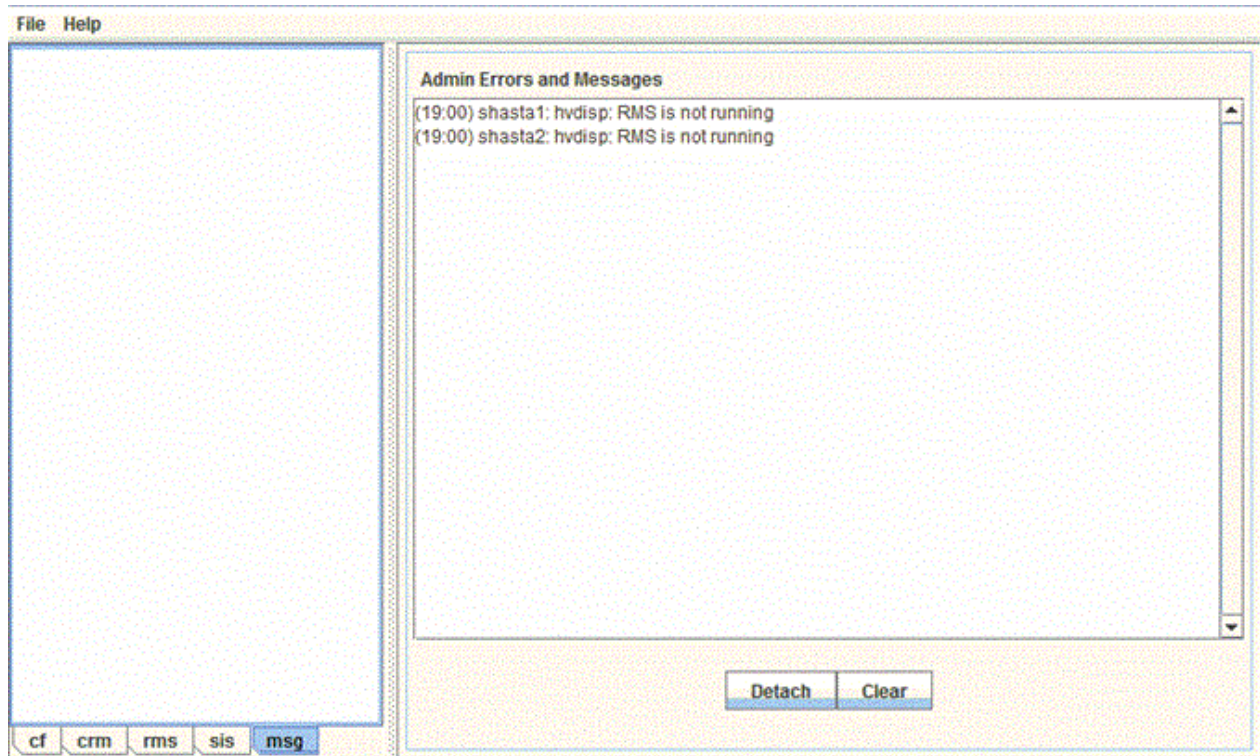 File Help
Admin Errors and Messages
(19:00) shasta1: hvdisp: RMS is not running
(19:00) shasta2: hvdisp: RMS is not running
Detach Clear
cf crm rms sis msg